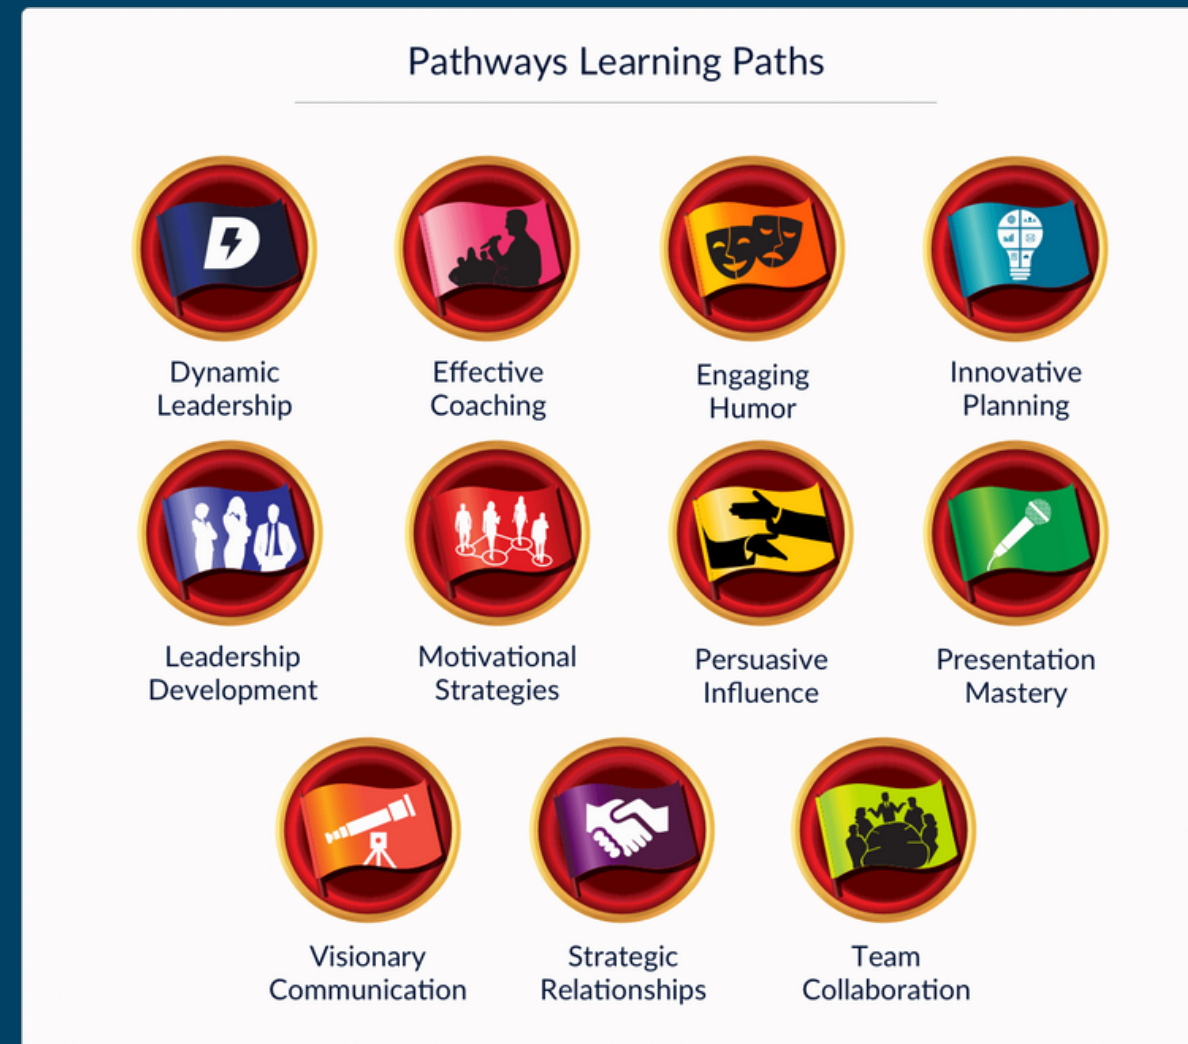 Pathways Learning Paths
D
Dynamic
Leadership
Effective
Coaching
Engaging
Humor
Innovative
Planning
Leadership
Development
Motivational
Strategies
Persuasive
Influence
Presentation
Mastery
Visionary
Communication
Strategic
Relationships
Team
Collaboration